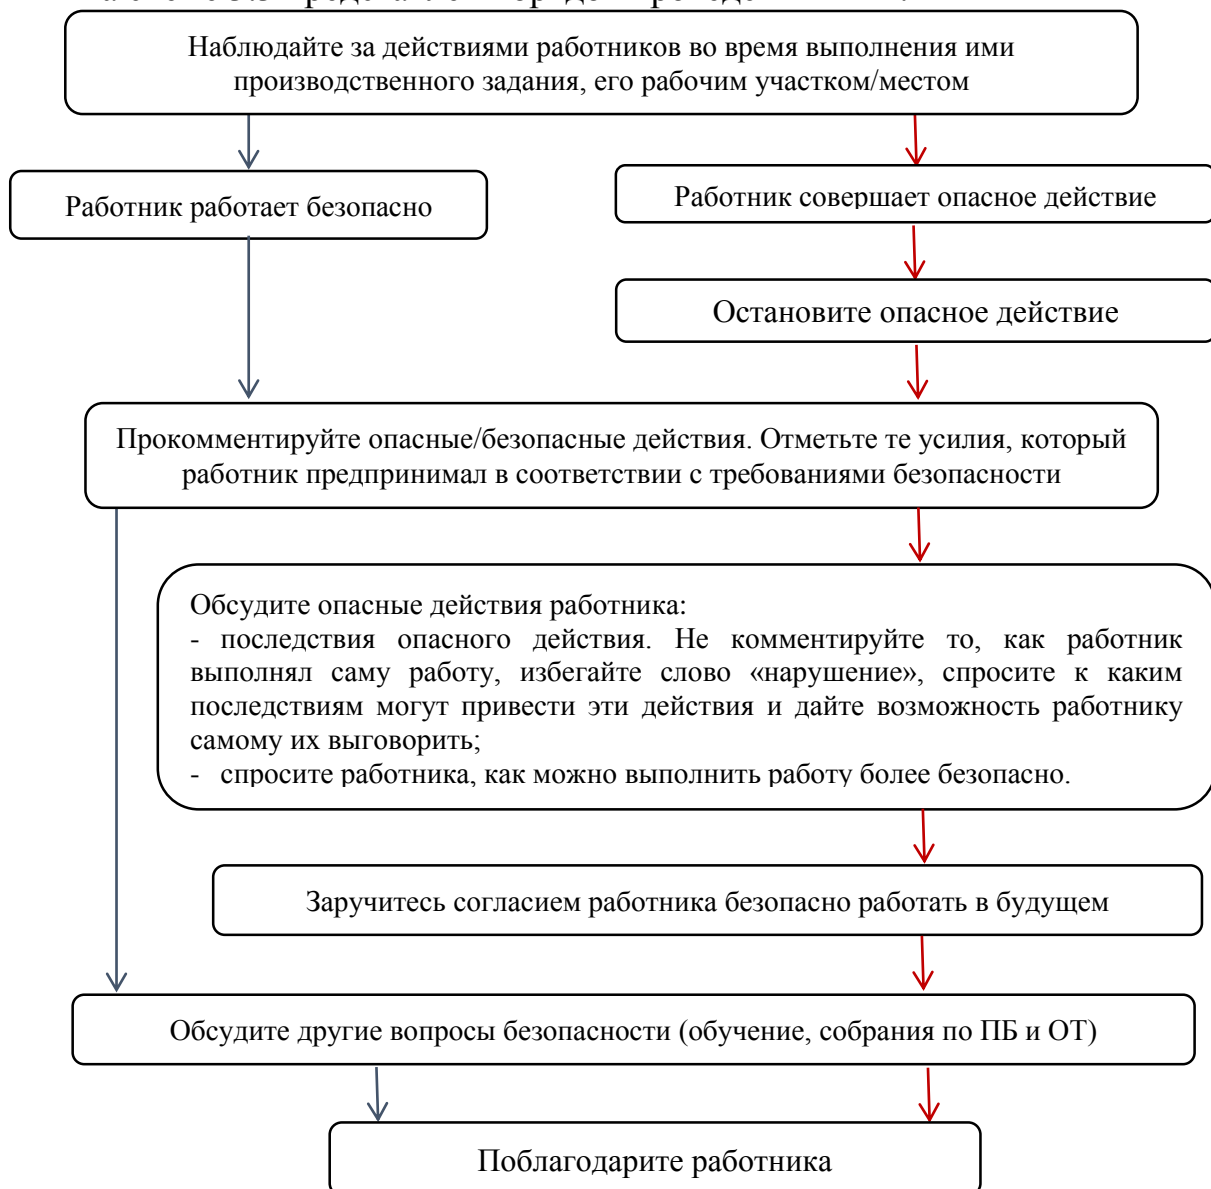 Наблюдайте за действиями работников во время выполнения ими
производственного задания, его рабочим участком/местом
Работник работает безопасно
Работник совершает опасное действие
Остановите опасное действие
Прокомментируйте опасные/безопасные действия. Отметьте те усилия, который
работник предпринимал в соответствии с требованиями безопасности
Обсудите опасные действия работника:
- последствия опасного действия. Не комментируйте то, как работник
выполнял саму работу, избегайте слово «нарушение», спросите к каким
последствиям могут привести эти действия и дайте возможность работнику
самому их выговорить;
- спросите работника, как можно выполнить работу более безопасно.
Заручитесь согласием работника безопасно работать в будущем
Обсудите другие вопросы безопасности (обучение, собрания по ПБ и ОТ)
Поблагодарите работника